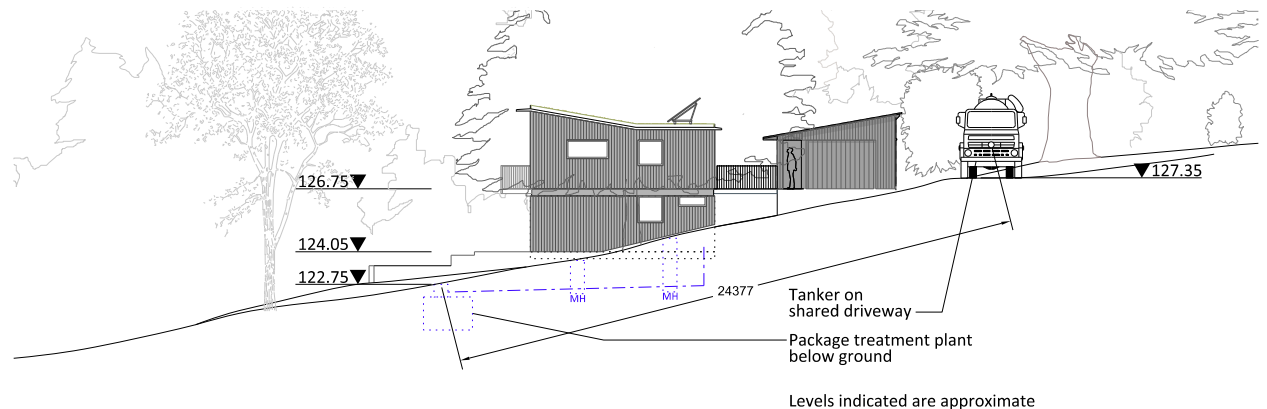 126.75
124.05
122.75
127.35
MH
MH
24377
Tanker on
shared driveway
Package treatment plant
below ground
Levels indicated are approximate